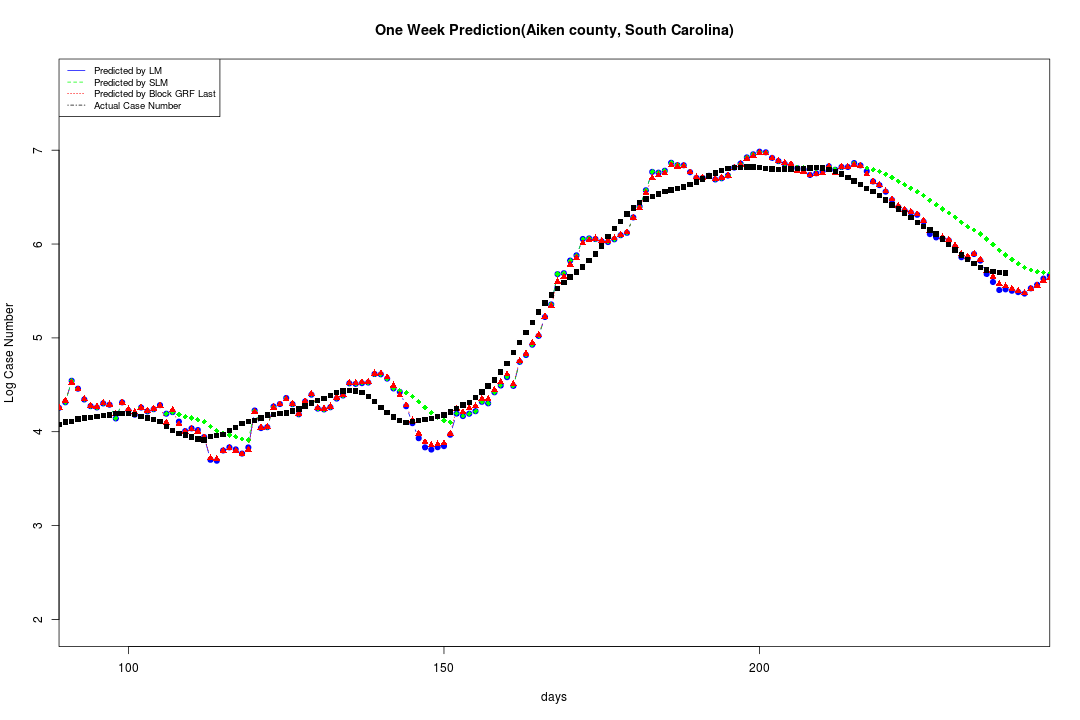 One Week Prediction(Aiken county, South Carolina)
Predicted by LM
Predicted by SLM
Predicted by Block GRF Last
Actual Case Number
7
6
5
4
3
2
Log Case Number
100 150 200
days